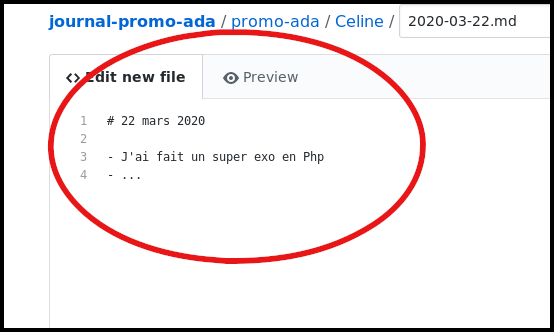 journal-promo-ada / promo-ada / Celine / 2020-03-22.md
<> Edit new file Preview
1 # 22 mars 2020
2
3 - J'ai fait un super exo en Php
4 - ...